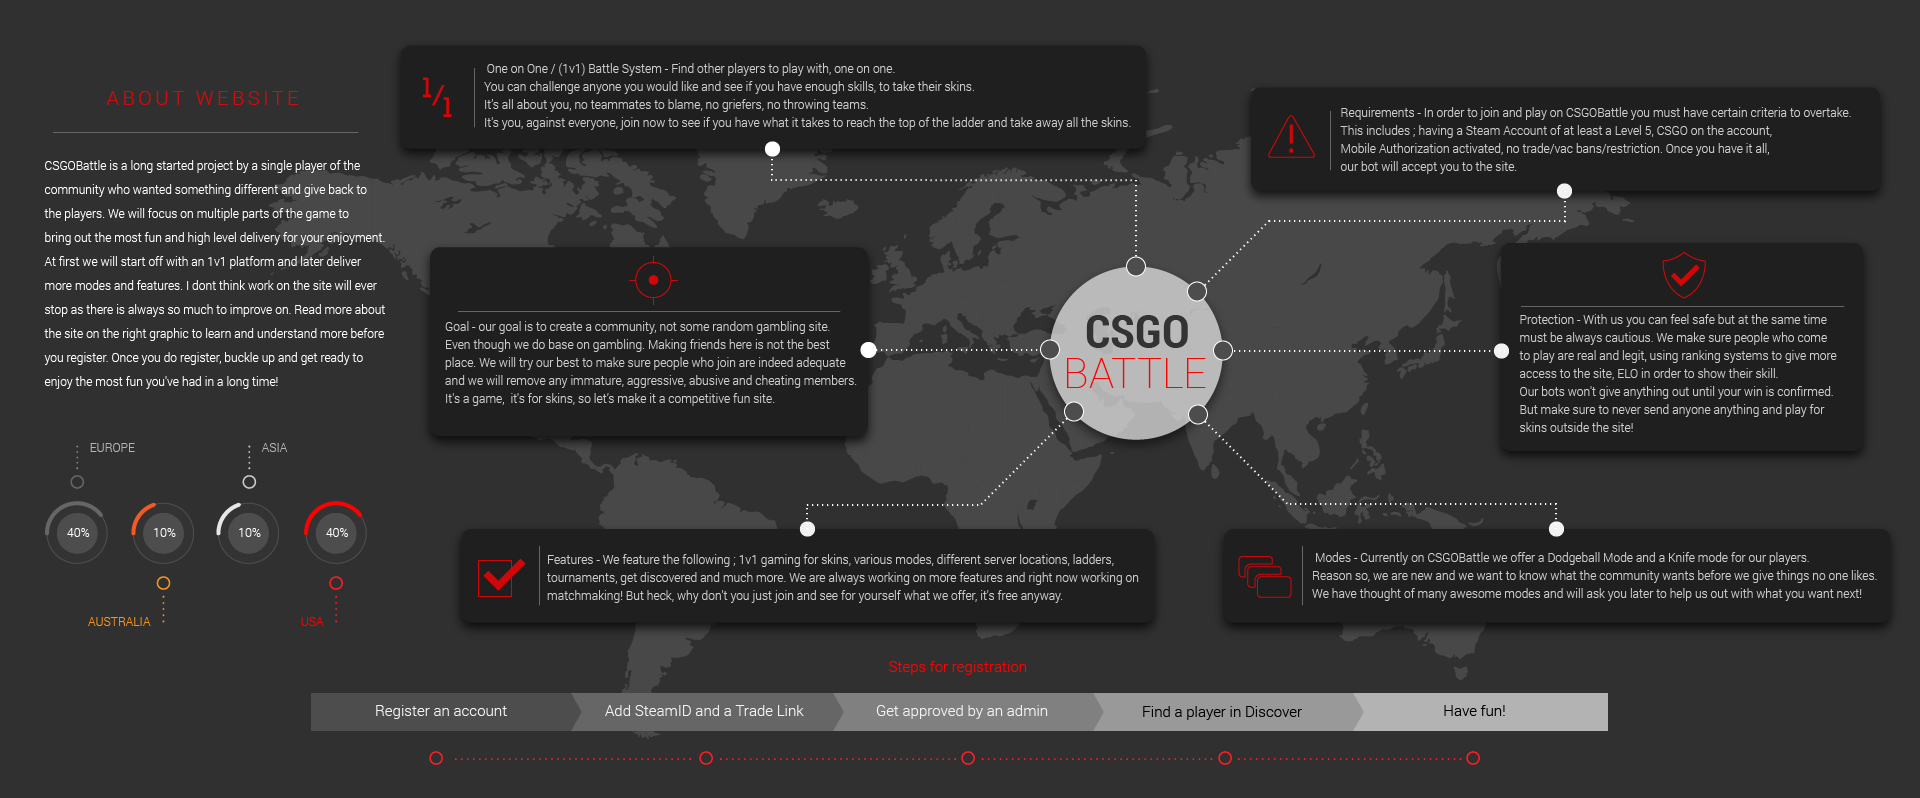 ABOUT WEBSITE
CSGOBattle is a long started project by a single player of the
community who wanted something different and give back to
the players. We will focus on multiple parts of the game to
bring out the most fun and high level delivery for your enjoyment.
At first we will start off with an 1v1 platform and later deliver
more modes and features. I dont think work on the site will ever
stop as there is always so much to improve on. Read more about
the site on the right graphic to learn and understand more before
you register. Once you do register, buckle up and get ready to
enjoy the most fun you've had in a long time!
EUROPE
ASIA
40%
10%
10%
40%
AUSTRALIA
USA
1/1
One on One / (1v1) Battle System - Find other players to play with, one on one.
You can challenge anyone you would like and see if you have enough skills, to take their skins.
It's all about you, no teammates to blame, no griefers, no throwing teams.
It's you, against everyone, join now to see if you have what it takes to reach the top of the ladder and take away all the skins.
Requirements - In order to join and play on CSGOBattle you must have certain criteria to overtake.
This includes ; having a Steam Account of at least a Level 5, CSGO on the account,
Mobile Authorization activated, no trade/vac bans/restriction. Once you have it all,
our bot will accept you to the site.
Goal - our goal is to create a community, not some random gambling site.
Even though we do base on gambling. Making friends here is not the best
place. We will try our best to make sure people who join are indeed adequate
and we will remove any immature, aggressive, abusive and cheating members.
It's a game,  it's for skins, so let's make it a competitive fun site.
CSGO
BATTLE
Protection - With us you can feel safe but at the same time
must be always cautious. We make sure people who come
to play are real and legit, using ranking systems to give more
access to the site, ELO in order to show their skill.
Our bots won't give anything out until your win is confirmed.
But make sure to never send anyone anything and play for
skins outside the site!
Features - We feature the following ; 1v1 gaming for skins, various modes, different server locations, ladders,
tournaments, get discovered and much more. We are always working on more features and right now working on
matchmaking! But heck, why don't you just join and see for yourself what we offer, it's free anyway.
Modes - Currently on CSGOBattle we offer a Dodgeball Mode and a Knife mode for our players.
Reason so, we are new and we want to know what the community wants before we give things no one likes.
We have thought of many awesome modes and will ask you later to help us out with what you want next!
Steps for registration
Register an account
Add SteamID and a Trade Link
Get approved by an admin
Find a player in Discover
Have fun!